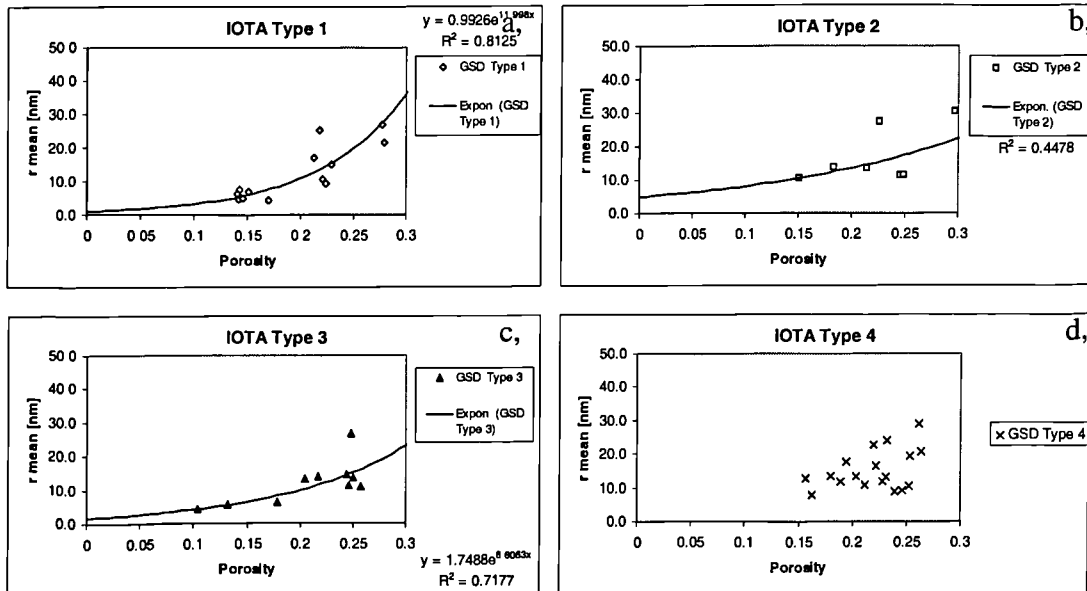 IOTA Type 1
a,
y = 0.9926e^11.998x
R² = 0.8125
50 0
40 0
30.0
20.0
10.0
0.0
r mean [nm]
0 0 05 0.1 0.15 0.2 0.25 0.3
Porosity
GSD Type 1
Expon (GSD
Type 1)
IOTA Type 2
b,
50.0
40 0
30.0
20.0
10.0
0.0
r mean [nm]
0 0 05 0.1 0.15 0.2 0.25 0.3
Porosity
GSD Type 2
Expon. (GSD
Type 2)
R² = 0.4478
IOTA Type 3
c,
50 0
40 0
30.0
20.0
10.0
0.0
r mean [nm]
0 0 05 0.1 0.15 0.2 0.25 0.3
Porosity
GSD Type 3
Expon (GSD
Type 3)
y = 1.7488e^8 6063x
R² = 0.7177
IOTA Type 4
d,
50.0
40.0
30.0
20.0
10.0
0.0
r mean [nm]
0 0 05 0.1 0.15 0.2 0.25 0.3
Porosity
GSD Type 4